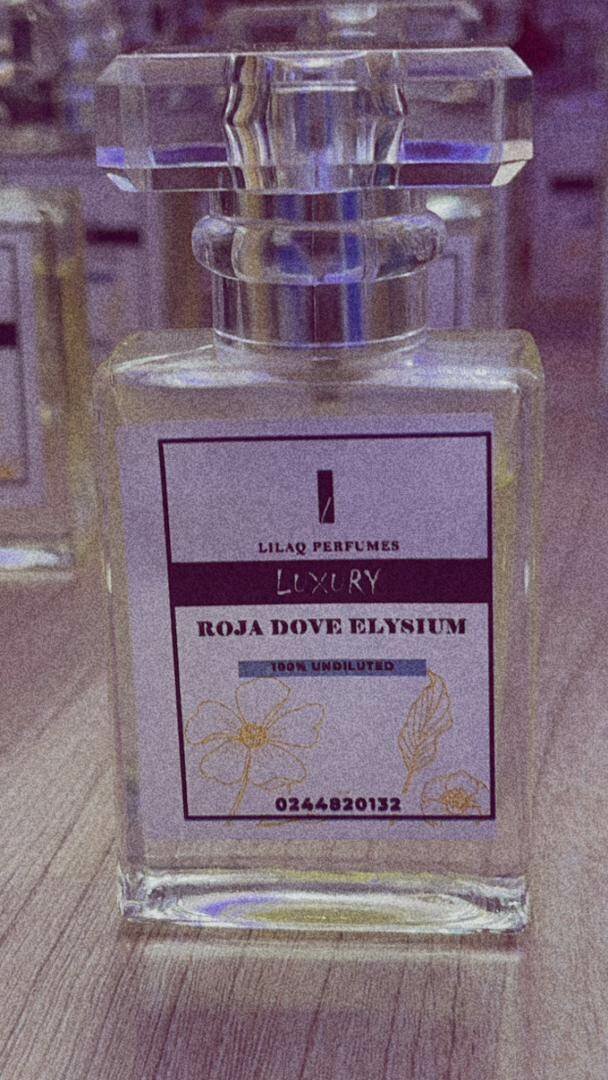 LILAQ PERFUMES
LUXURY
ROJA DOVE ELYSIUM
100% UNDILUTED
0244820132